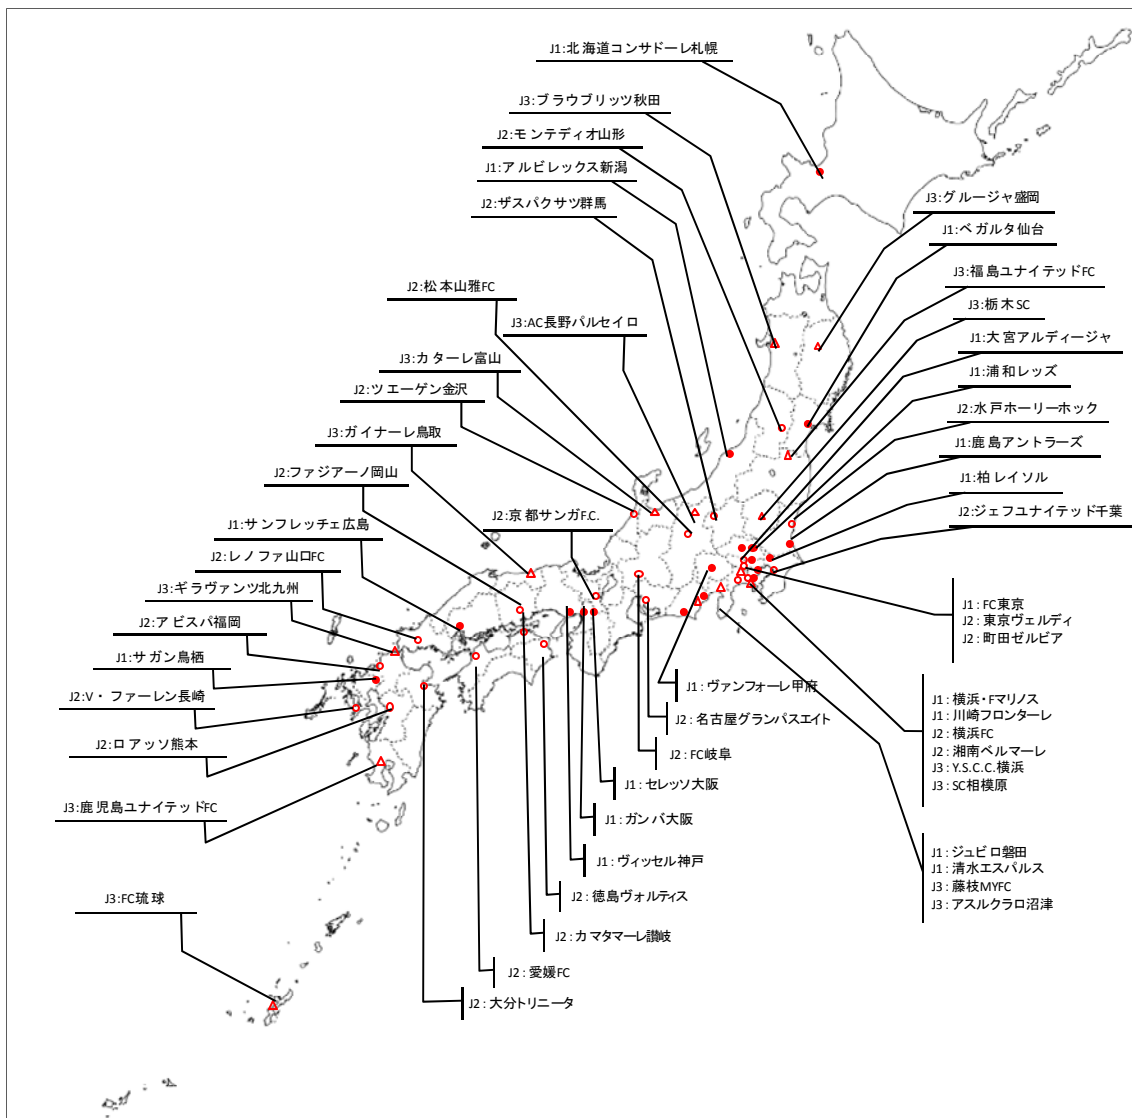 J1:北海道コンサドーレ札幌
J3:ブラウブリッツ秋田
J2:モンテディオ山形
J1:アルビレックス新潟
J2:ザスパクサツ群馬
J3:グルージャ盛岡
J1:ベガルタ仙台
J3:福島ユナイテッドFC
J3:栃木SC
J1:大宮アルディージャ
J1:浦和レッズ
J2:水戸ホーリーホック
J1:鹿島アントラーズ
J1:柏レイソル
J2:ジェフユナイテッド千葉
J2:松本山雅FC
J3:AC長野パルセイロ
J3:カターレ富山
J2:ツエーゲン金沢
J3:ガイナーレ鳥取
J2:ファジアーノ岡山
J2:京都サンガF.C.
J1:サンフレッチェ広島
J2:レノファ山口FC
J3:ギラヴァンツ北九州
J2:アビスパ福岡
J1:サガン鳥栖
J2:V・ファーレン長崎
J2:ロアッソ熊本
J3:鹿児島ユナイテッドFC
J3:FC琉球
J1:FC東京
J2:東京ヴェルディ
J2:町田ゼルビア
J1:横浜・Fマリノス
J1:川崎フロンターレ
J2:横浜FC
J2:湘南ベルマーレ
J3:Y.S.C.C.横浜
J3:SC相模原
J1:ジュビロ磐田
J1:清水エスパルス
J3:藤枝MYFC
J3:アスルクラロ沼津
J1:ヴァンフォーレ甲府
J2:名古屋グランパスエイト
J2:FC岐阜
J1:セレッソ大阪
J1:ガンバ大阪
J1:ヴィッセル神戸
J2:徳島ヴォルティス
J2:カマタマーレ讃岐
J2:愛媛FC
J2:大分トリニータ